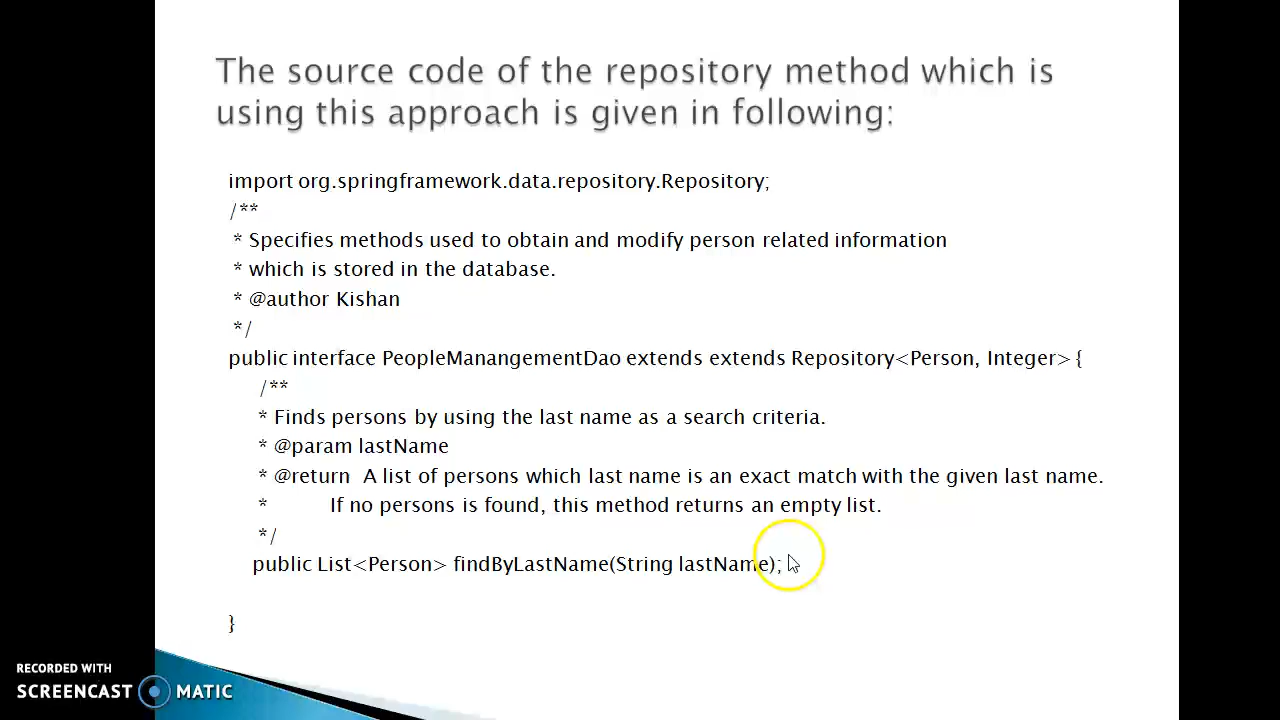 The source code of the repository method which is
using this approach is given in following:
import org.springframework.data.repository.Repository;
/**
* Specifies methods used to obtain and modify person related information
* which is stored in the database.
* @author Kishan
*/
public interface PeopleManangementDao extends extends Repository<Person, Integer> {
/**
* Finds persons by using the last name as a search criteria.
* @param lastName
* @return A list of persons which last name is an exact match with the given last name.
* If no persons is found, this method returns an empty list.
*/
public List<Person> findByLastName(String lastName);
}
RECORDED WITH
SCREENCAST MATIC